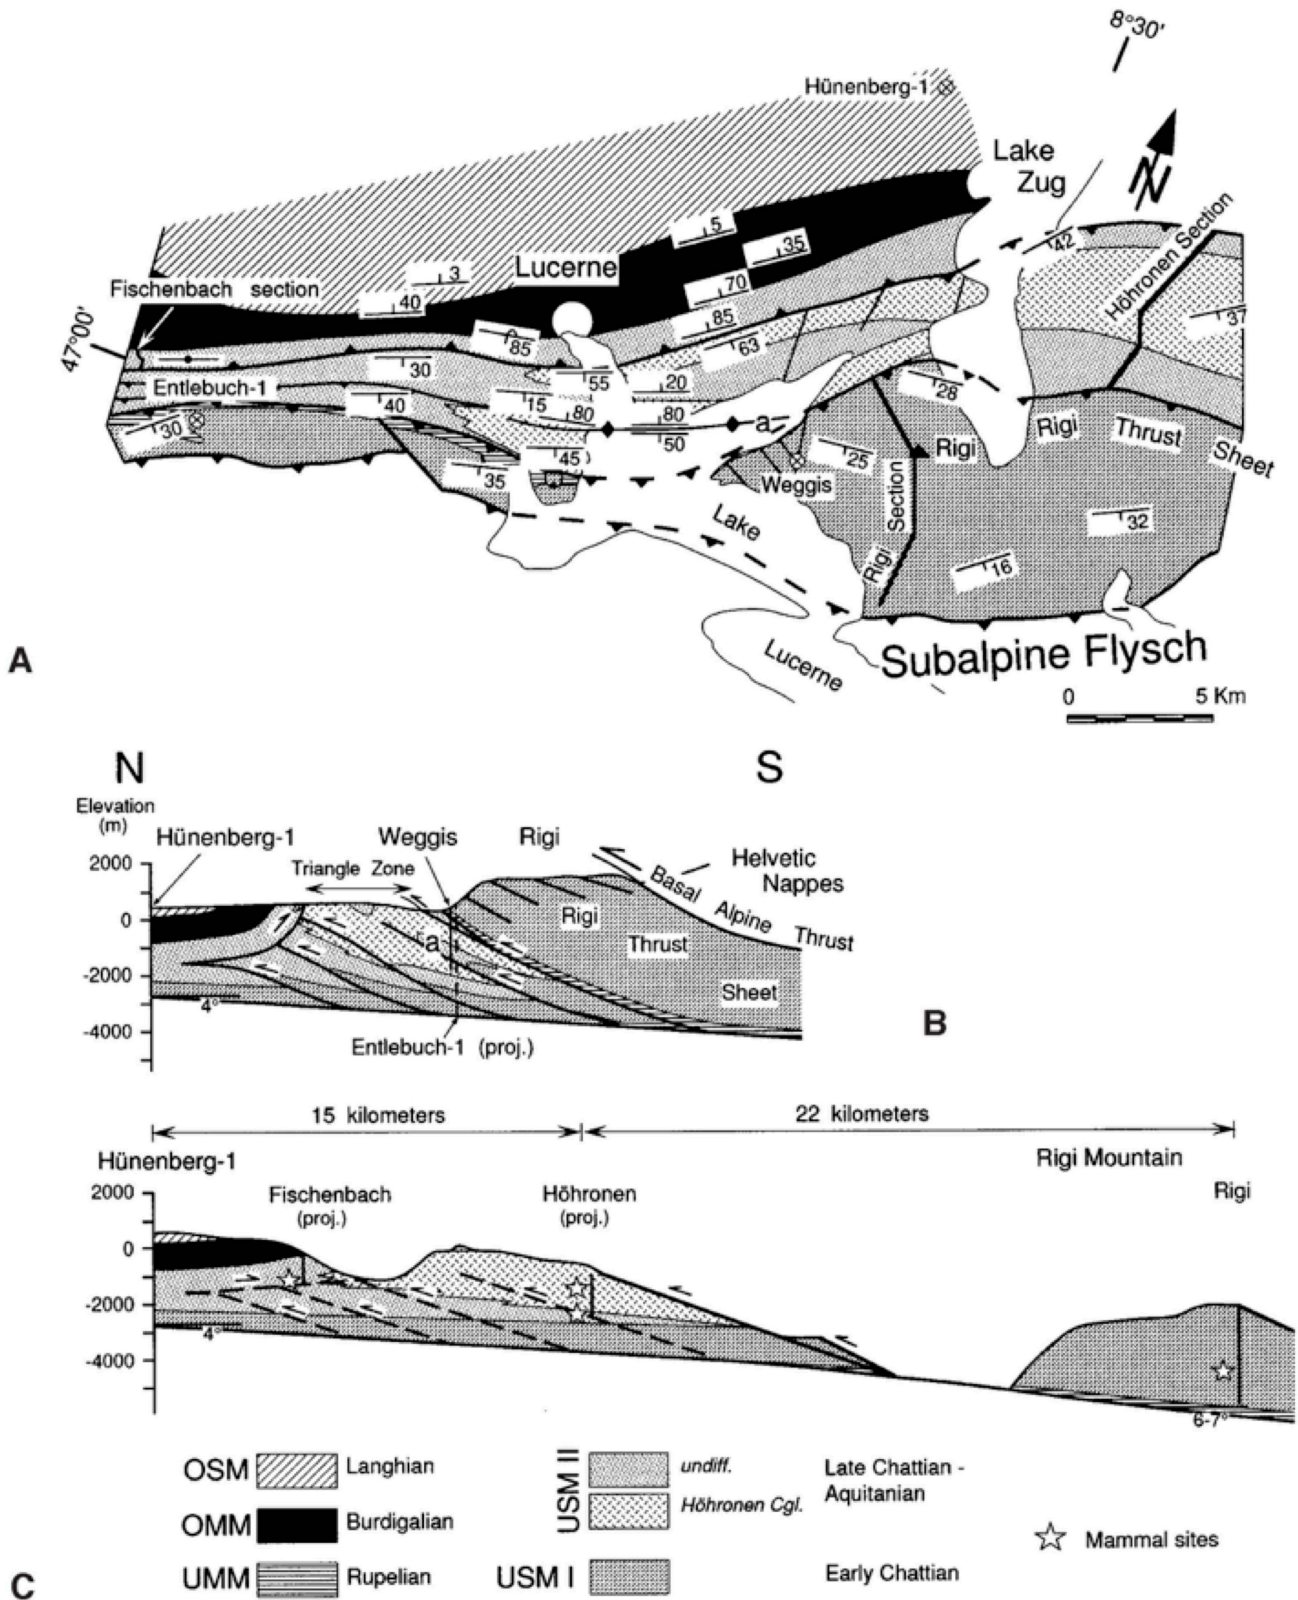 8°30'
Hünenberg-1
Lake
Zug
N
Höhronen Section
5
35
42
Lucerne
3
Fischenbach section
40
70
37
47°00'
85
85
63
30
Entlebuch-1
55
20
28
40
15
80
80
a
30
50
Rigi
Rigi
Thrust
Sheet
45
25
35
Weggis
Rigi Section
Lake
32
16
Lucerne
Subalpine Flysch
A
0 5 Km
N S
Elevation
(m)
Hünenberg-1
Weggis
Rigi
Triangle Zone
Helvetic
Nappes
Basal Alpine Thrust
2000
0
-2000
-4000
a
Rigi
Thrust
Sheet
4°
B
Entlebuch-1 (proj.)
15 kilometers
22 kilometers
Hünenberg-1
Rigi Mountain
Fischenbach
(proj.)
Höhronen
(proj.)
Rigi
2000
0
-2000
-4000
4°
6-7°
OSM Langhian
OMM Burdigalian
UMM Rupelian
USM II
undiff.
Höhronen Cgl.
Late Chattian -
Aquitanian
USM I
Early Chattian
Mammal sites
C